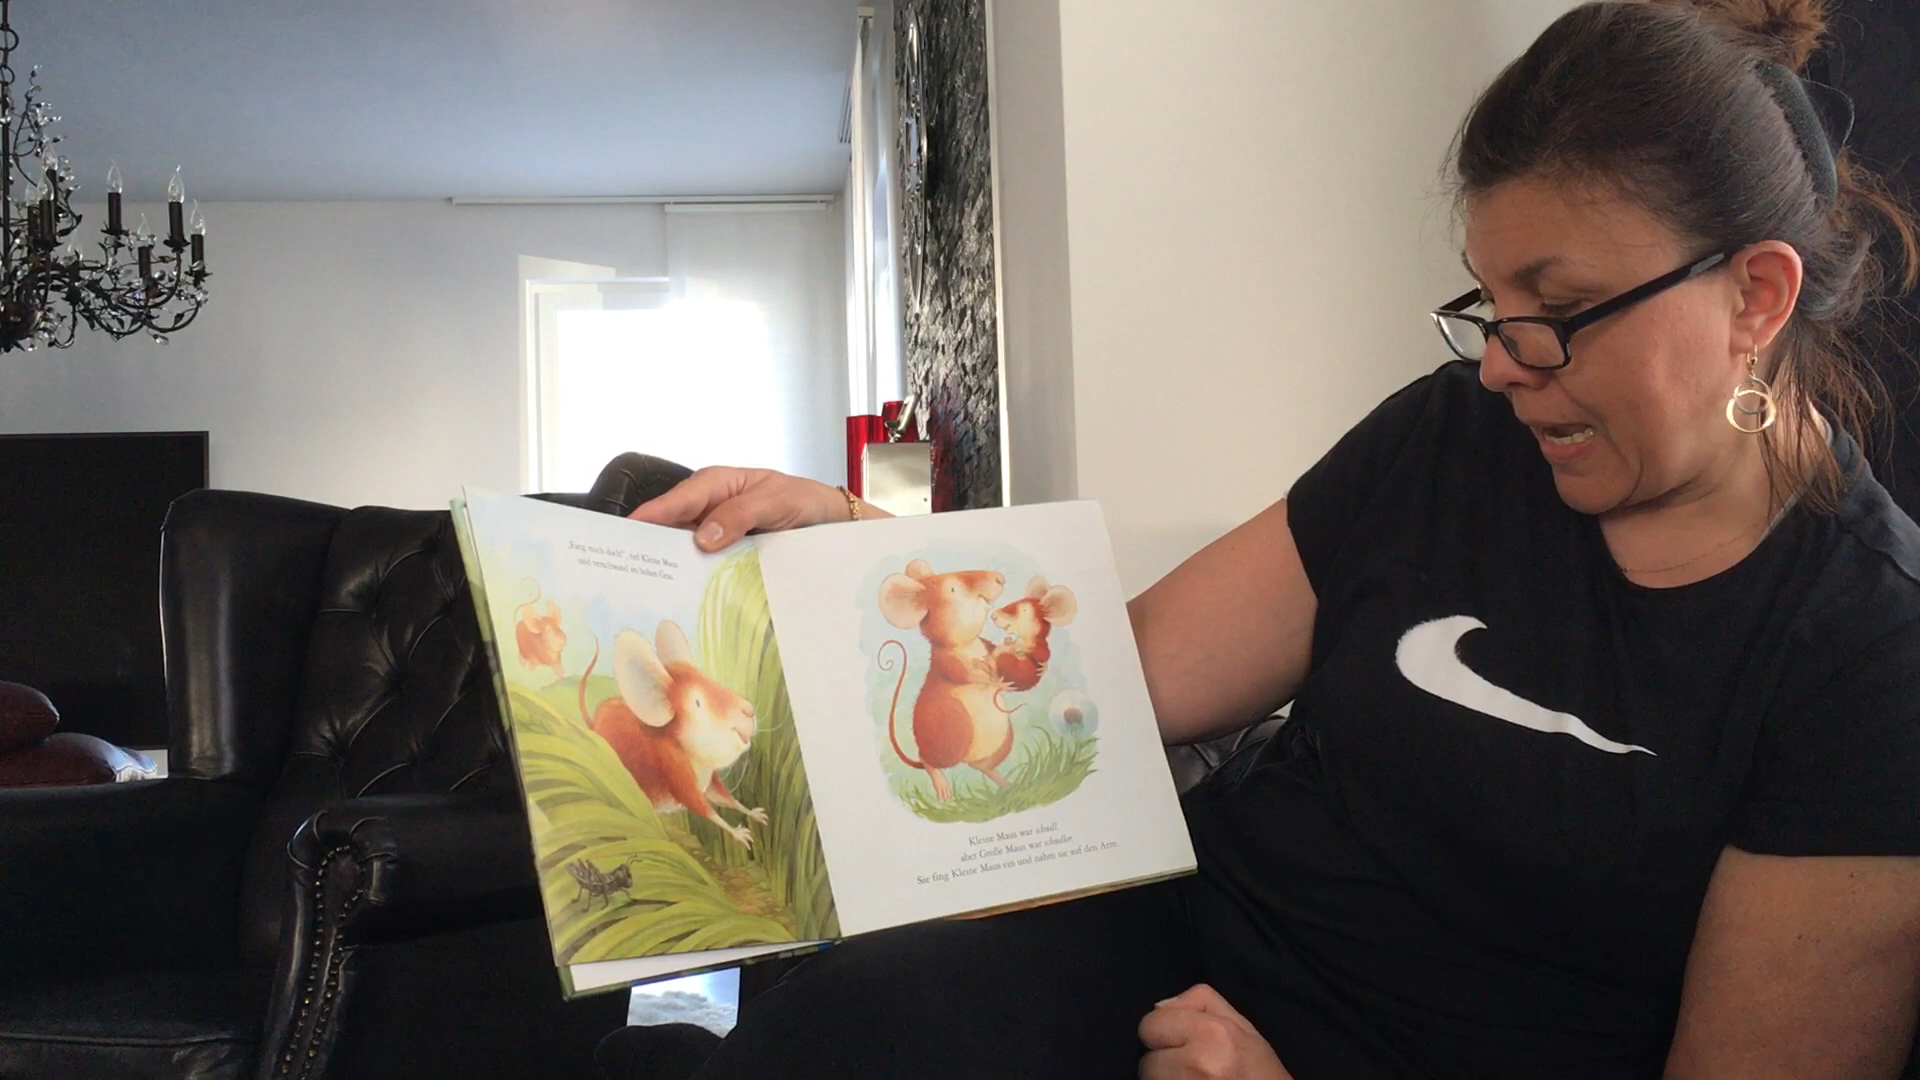 „Fang mich doch!“, rief Kleine Maus
und verschwand im hohen Gras.
Kleine Maus war schnell,
aber Große Maus war schneller.
Sie fing Kleine Maus ein und nahm sie auf den Arm.